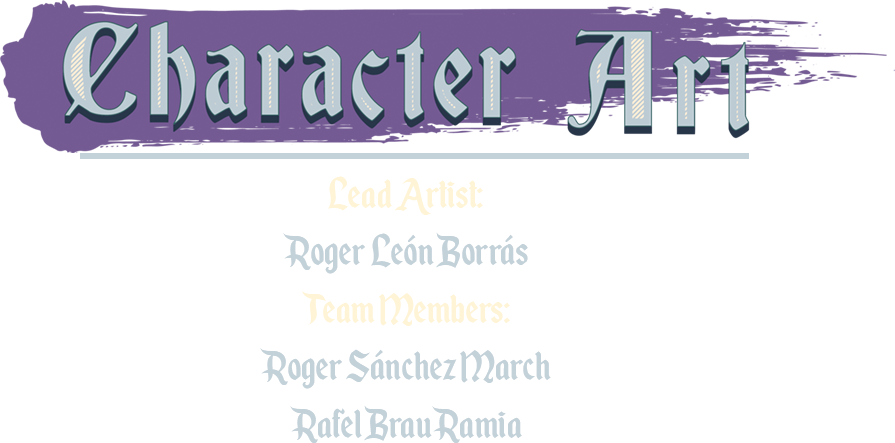 Character Art
Lead Artist:
Roger León Borrás
Team Members:
Roger Sánchez March
Rafel Brau Ramia